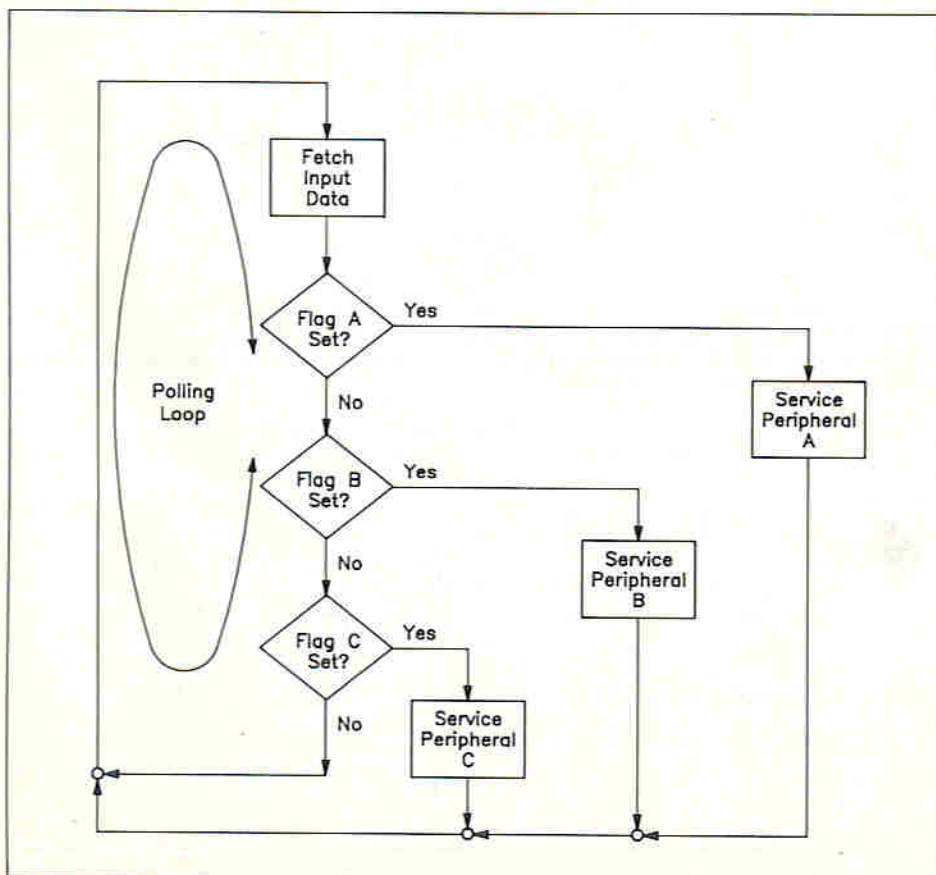 Fetch
Input
Data
Flag A
Set?
Yes
No
Polling
Loop
Service
Peripheral
A
Flag B
Set?
Yes
No
Service
Peripheral
B
Flag C
Set?
Yes
No
Service
Peripheral
C